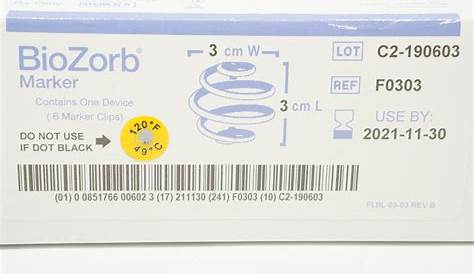 BioZorb®
Marker
Contains One Device
( 6 Marker Clips)
DO NOT USE
IF DOT BLACK
120°F
49°C
3 cm W
3 cm L
LOT C2-190603
REF F0303
USE BY:
2021-11-30
(01) 0 0851766 00602 3 (17) 211130 (241) F0303 (10) C2-190603
FLBL-03-03 REV B